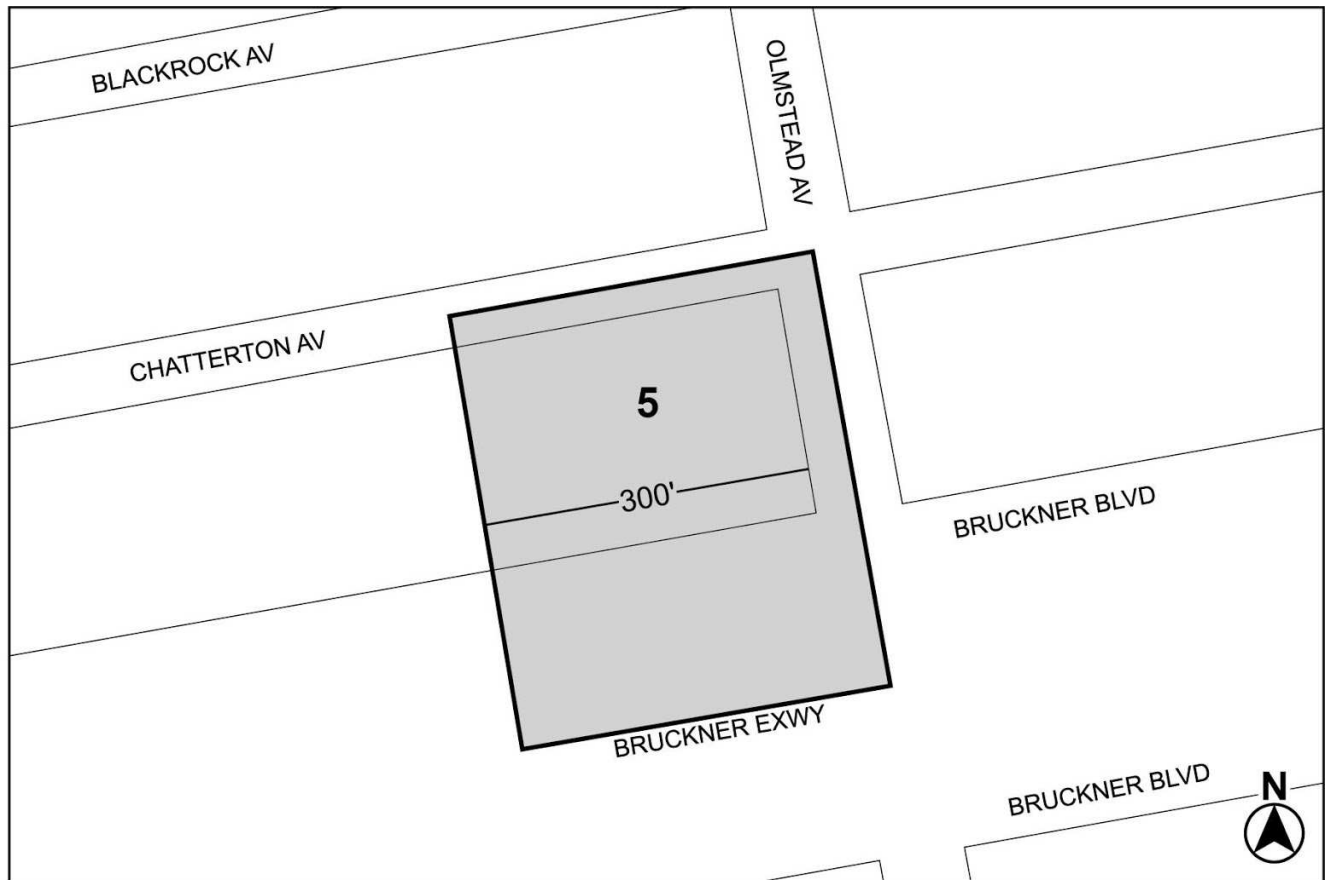 BLACKROCK AV
OLMSTEAD AV
CHATTERTON AV
5
300'
BRUCKNER BLVD
BRUCKNER EXWY
BRUCKNER BLVD
N